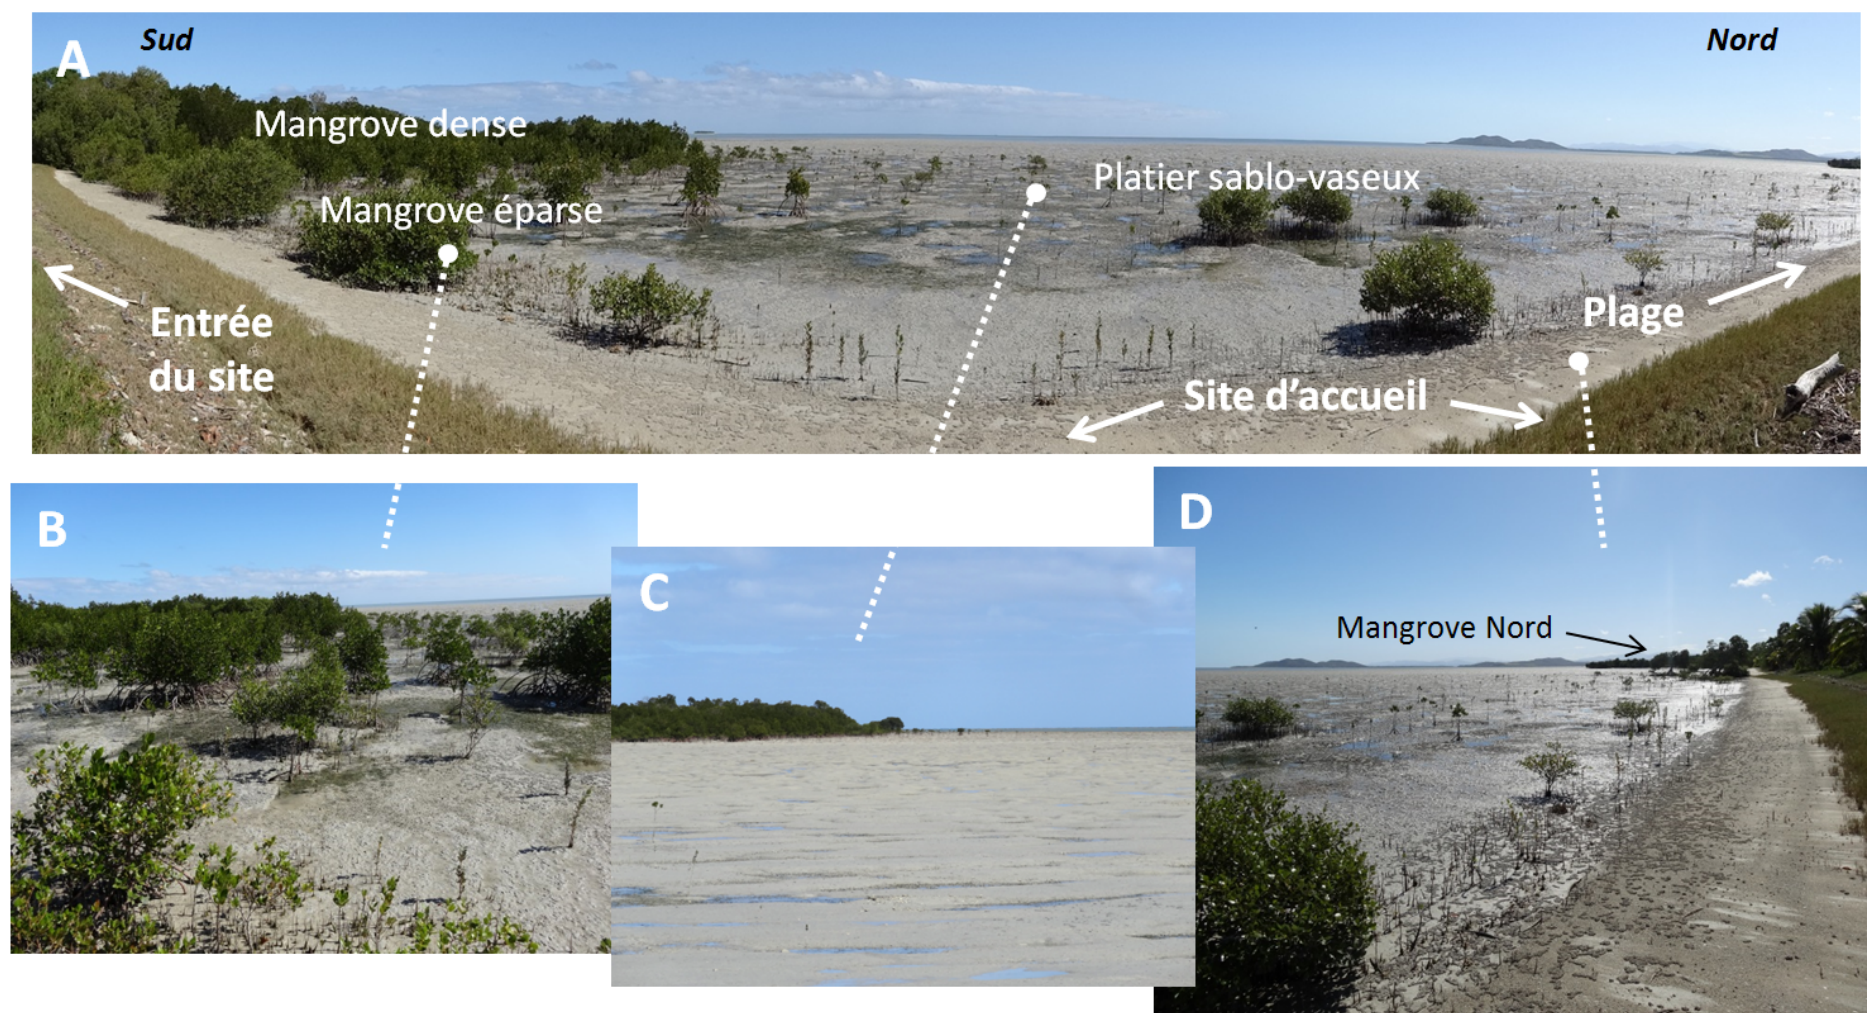 A
Sud
Nord
Mangrove dense
Platier sablo-vaseux
Mangrove éparse
Entrée
du site
Plage
Site d’accueil
B
C
D
Mangrove Nord